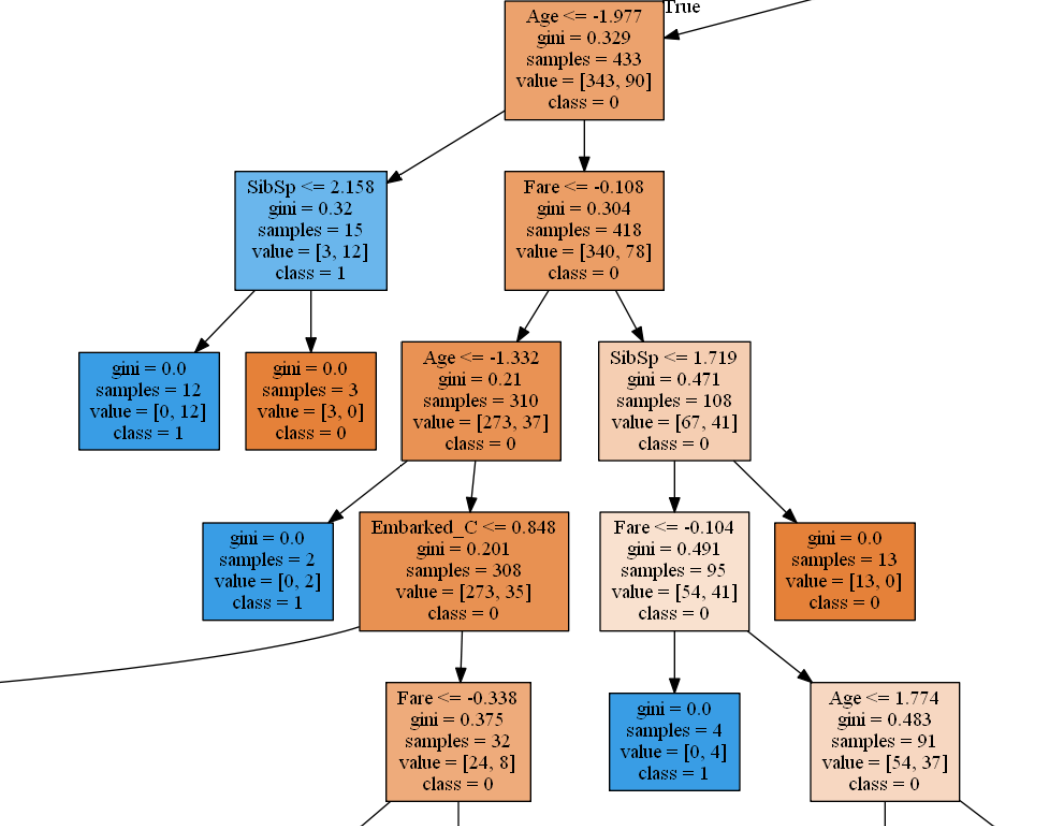 True
Age <= -1.977
gini = 0.329
samples = 433
value = [343, 90]
class = 0
SibSp <= 2.158
gini = 0.32
samples = 15
value = [3, 12]
class = 1
Fare <= -0.108
gini = 0.304
samples = 418
value = [340, 78]
class = 0
gini = 0.0
samples = 12
value = [0, 12]
class = 1
gini = 0.0
samples = 3
value = [3, 0]
class = 0
Age <= -1.332
gini = 0.21
samples = 310
value = [273, 37]
class = 0
SibSp <= 1.719
gini = 0.471
samples = 108
value = [67, 41]
class = 0
gini = 0.0
samples = 2
value = [0, 2]
class = 1
Embarked_C <= 0.848
gini = 0.201
samples = 308
value = [273, 35]
class = 0
Fare <= -0.104
gini = 0.491
samples = 95
value = [54, 41]
class = 0
gini = 0.0
samples = 13
value = [13, 0]
class = 0
Fare <= -0.338
gini = 0.375
samples = 32
value = [24, 8]
class = 0
gini = 0.0
samples = 4
value = [0, 4]
class = 1
Age <= 1.774
gini = 0.483
samples = 91
value = [54, 37]
class = 0